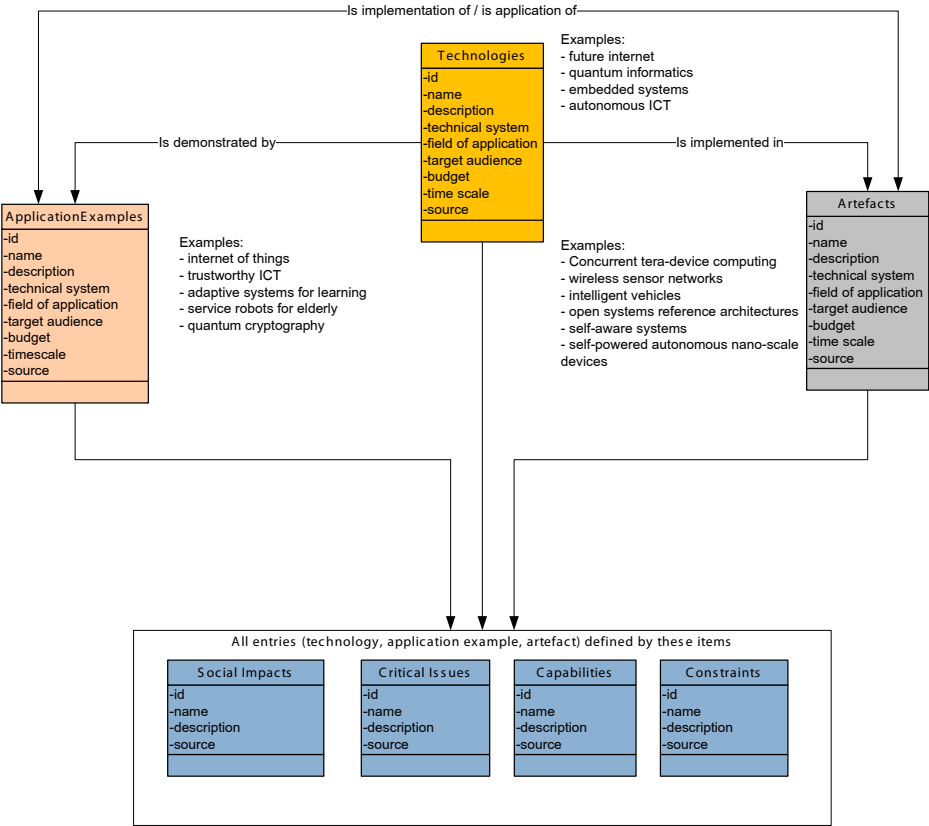 Is implementation of / is application of
Technologies
-id
-name
-description
-technical system
-field of application
-target audience
-budget
-time scale
-source
Examples:
- future internet
- quantum informatics
- embedded systems
- autonomous ICT
Is demonstrated by
Is implemented in
ApplicationExamples
-id
-name
-description
-technical system
-field of application
-target audience
-budget
-timescale
-source
Examples:
- internet of things
- trustworthy ICT
- adaptive systems for learning
- service robots for elderly
- quantum cryptography
Examples:
- Concurrent tera-device computing
- wireless sensor networks
- intelligent vehicles
- open systems reference architectures
- self-aware systems
- self-powered autonomous nano-scale
devices
Artefacts
-id
-name
-description
-technical system
-field of application
-target audience
-budget
-time scale
-source
All entries (technology, application example, artefact) defined by these items
Social Impacts
-id
-name
-description
-source
Critical Issues
-id
-name
-description
-source
Capabilities
-id
-name
-description
-source
Constraints
-id
-name
-description
-source